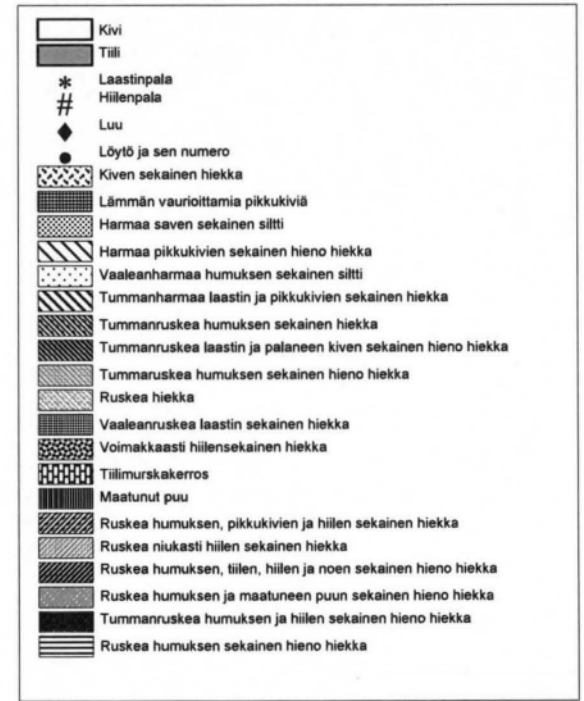 Kivi
Tiili
* Laastinpala
# Hiilenpala
Luu
Löytö ja sen numero
Kiven sekainen hiekka
Lämmän vaurioittamia pikkukiviä
Harmaa saven sekainen siltti
Harmaa pikkukivien sekainen hieno hiekka
Vaaleanharmaa humuksen sekainen siltti
Tummanharmaa laastin ja pikkukivien sekainen hiekka
Tummanruskea humuksen sekainen hiekka
Tummanruskea laastin ja palaneen kiven sekainen hieno hiekka
Tummaruskea humuksen sekainen hieno hiekka
Ruskea hiekka
Vaaleanruskea laastin sekainen hiekka
Voimakkaasti hiilensekainen hiekka
Tiilimurskakerros
Maatunut puu
Ruskea humuksen, pikkukivien ja hiilen sekainen hiekka
Ruskea niukasti hiilen sekainen hiekka
Ruskea humuksen, tiilen, hiilen ja noen sekainen hieno hiekka
Ruskea humuksen ja maatuneen puun sekainen hieno hiekka
Tummanruskea humuksen ja hiilen sekainen hieno hiekka
Ruskea humuksen sekainen hieno hiekka